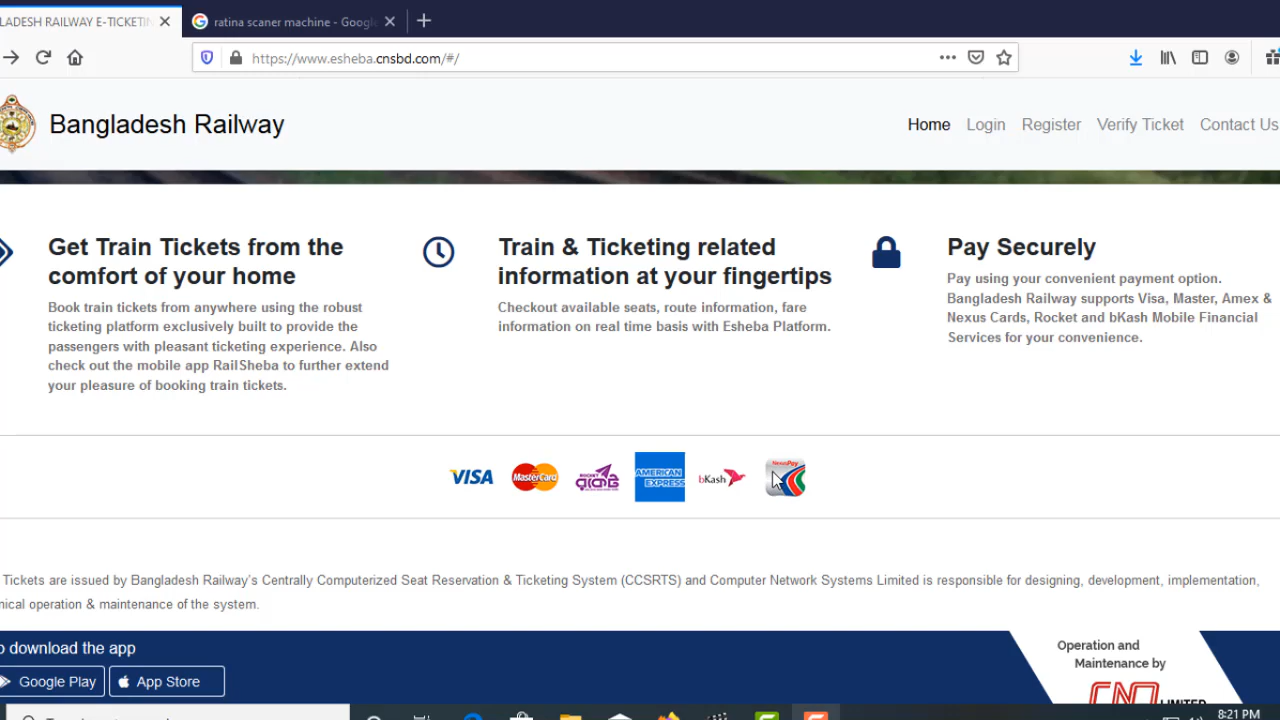 LADESH RAILWAY E-TICKETIN
ratina scaner machine - Google
https://www.esheba.cnsbd.com/#/
Bangladesh Railway
Home Login Register Verify Ticket Contact Us
Get Train Tickets from the
comfort of your home
Book train tickets from anywhere using the robust
ticketing platform exclusively built to provide the
passengers with pleasant ticketing experience. Also
check out the mobile app RailSheba to further extend
your pleasure of booking train tickets.
Train & Ticketing related
information at your fingertips
Checkout available seats, route information, fare
information on real time basis with Esheba Platform.
Pay Securely
Pay using your convenient payment option.
Bangladesh Railway supports Visa, Master, Amex &
Nexus Cards, Rocket and bKash Mobile Financial
Services for your convenience.
VISA MasterCard ROCKET রকেট AMERICAN EXPRESS bKash NexusPay
Tickets are issued by Bangladesh Railway's Centrally Computerized Seat Reservation & Ticketing System (CCSRTS) and Computer Network Systems Limited is responsible for designing, development, implementation,
nical operation & maintenance of the system.
o download the app
Google Play App Store
Operation and
Maintenance by
LIMITED
8:21 PM